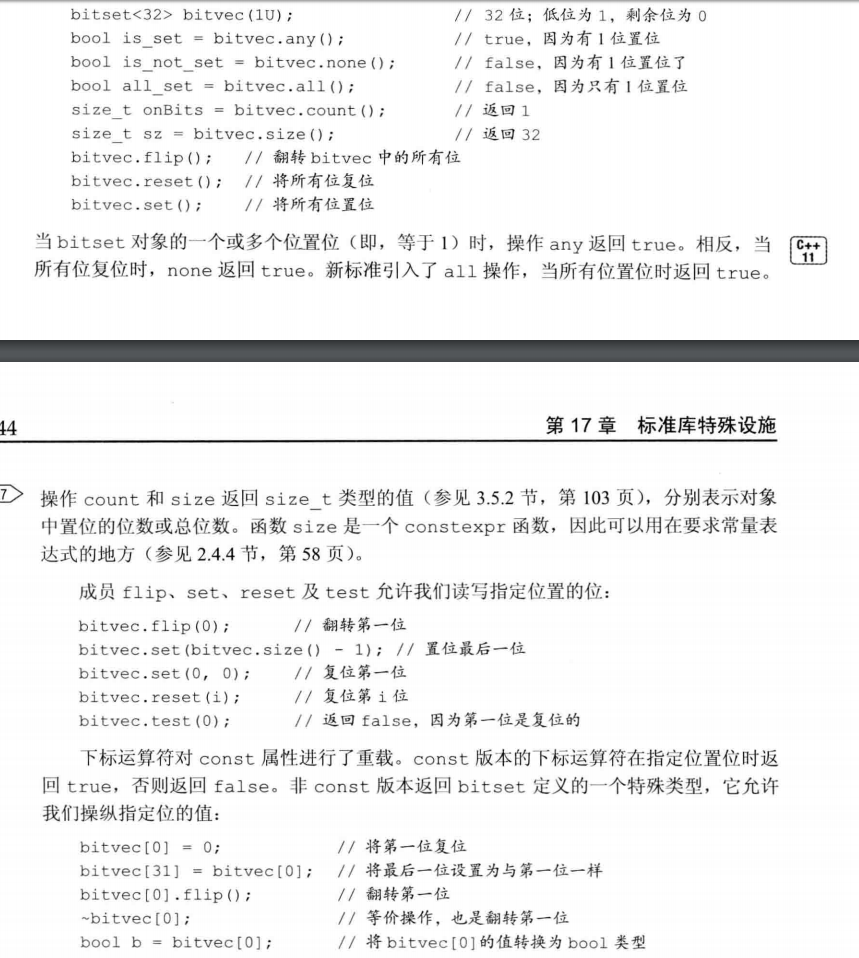 bitset<32> bitvec(1U); // 32 位；低位为 1，剩余位为 0
bool is_set = bitvec.any(); // true，因为有 1 位置位
bool is_not_set = bitvec.none(); // false，因为有 1 位置位了
bool all_set = bitvec.all(); // false，因为只有 1 位置位
size_t onBits = bitvec.count(); // 返回 1
size_t sz = bitvec.size(); // 返回 32
bitvec.flip(); // 翻转 bitvec 中的所有位
bitvec.reset(); // 将所有位复位
bitvec.set(); // 将所有位置位
当 bitset 对象的一个或多个位置位（即，等于 1）时，操作 any 返回 true。相反，当
C++
11
所有位复位时，none 返回 true。新标准引入了 all 操作，当所有位置位时返回 true。
44 第 17 章 标准库特殊设施
7
操作 count 和 size 返回 size_t 类型的值（参见 3.5.2 节，第 103 页），分别表示对象
中置位的位数或总位数。函数 size 是一个 constexpr 函数，因此可以用在要求常量表
达式的地方（参见 2.4.4 节，第 58 页）。
成员 flip、set、reset 及 test 允许我们读写指定位置的位：
bitvec.flip(0); // 翻转第一位
bitvec.set(bitvec.size() - 1); // 置位最后一位
bitvec.set(0, 0); // 复位第一位
bitvec.reset(i); // 复位第 i 位
bitvec.test(0); // 返回 false，因为第一位是复位的
下标运算符对 const 属性进行了重载。const 版本的下标运算符在指定位置位时返
回 true，否则返回 false。非 const 版本返回 bitset 定义的一个特殊类型，它允许
我们操纵指定位的值：
bitvec[0] = 0; // 将第一位复位
bitvec[31] = bitvec[0]; // 将最后一位设置为与第一位一样
bitvec[0].flip(); // 翻转第一位
~bitvec[0]; // 等价操作，也是翻转第一位
bool b = bitvec[0]; // 将 bitvec[0]的值转换为 bool 类型